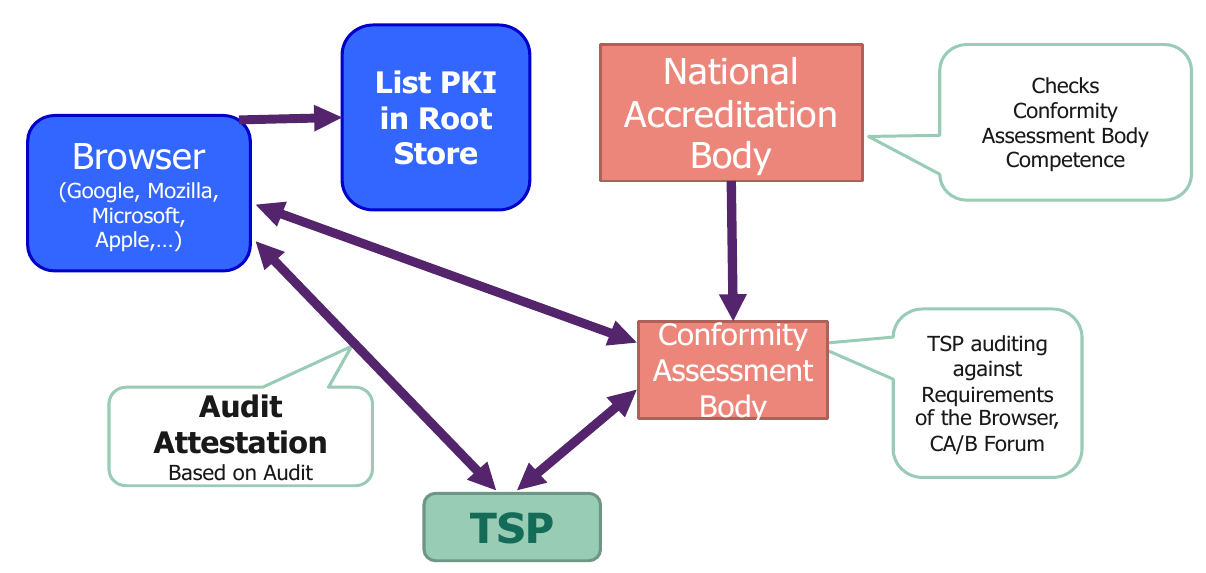 List PKI
in Root
Store
National
Accreditation
Body
Checks
Conformity
Assessment Body
Competence
Browser
(Google, Mozilla,
Microsoft,
Apple,...)
Conformity
Assessment
Body
TSP auditing
against
Requirements
of the Browser,
CA/B Forum
Audit
Attestation
Based on Audit
TSP